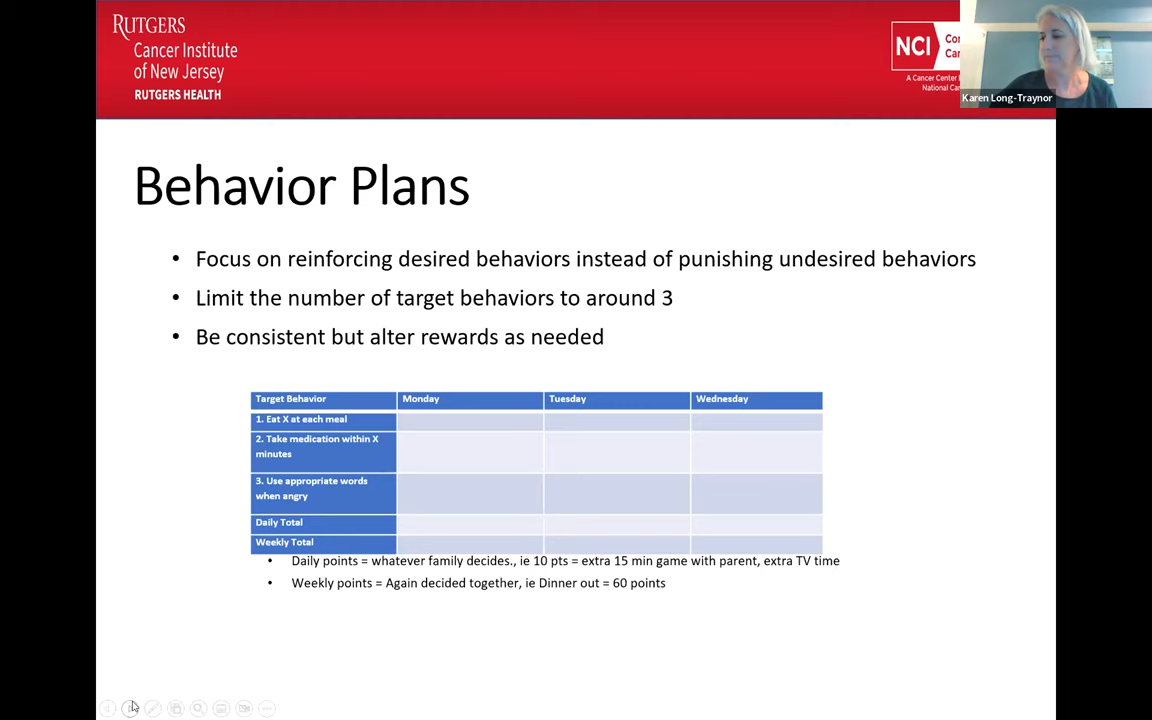 RUTGERS
Cancer Institute
of New Jersey
RUTGERS HEALTH
NCI
A Cancer Center
Karen Long-Traynor
Behavior Plans
• Focus on reinforcing desired behaviors instead of punishing undesired behaviors
• Limit the number of target behaviors to around 3
• Be consistent but alter rewards as needed
Target Behavior Monday Tuesday Wednesday
1. Eat X at each meal
2. Take medication within X
minutes
3. Use appropriate words
when angry
Daily Total
Weekly Total
• Daily points = whatever family decides., ie 10 pts = extra 15 min game with parent, extra TV time
• Weekly points = Again decided together, ie Dinner out = 60 points